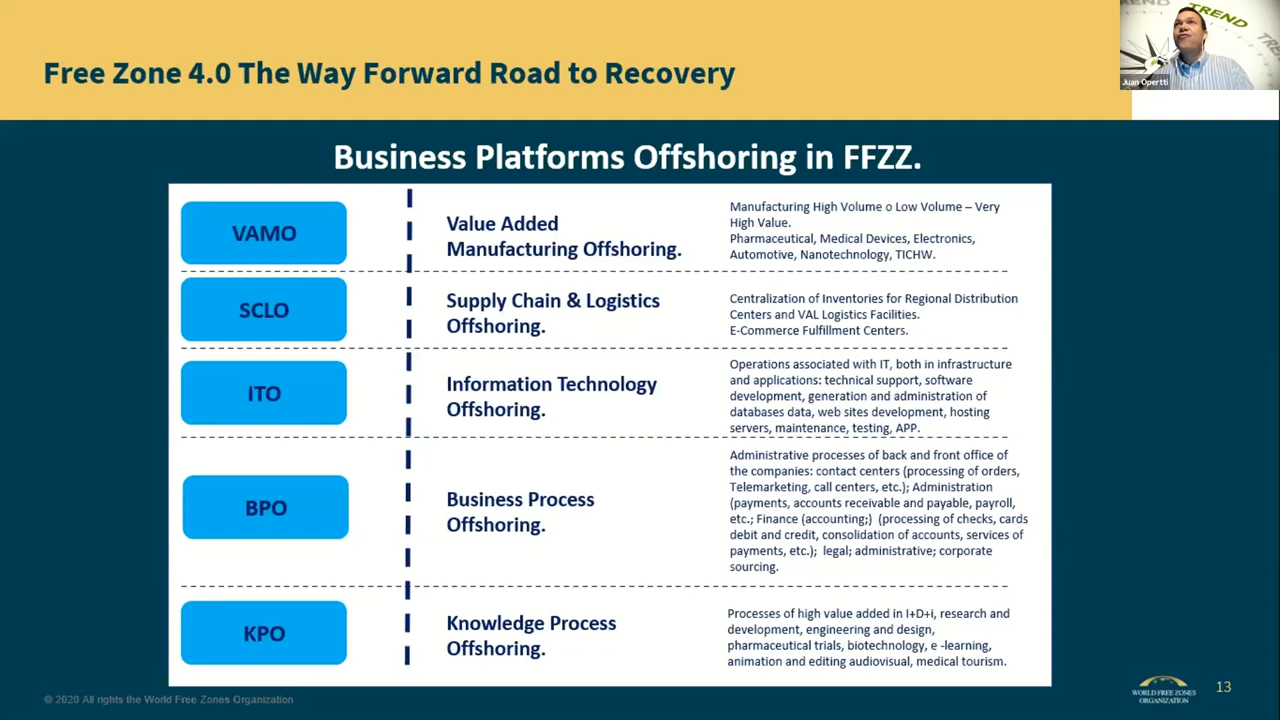 TREND
Juan Opertti
Free Zone 4.0 The Way Forward Road to Recovery
Business Platforms Offshoring in FFZZ.
VAMO
Value Added
Manufacturing Offshoring.
Manufacturing High Volume o Low Volume – Very
High Value.
Pharmaceutical, Medical Devices, Electronics,
Automotive, Nanotechnology, TICHW.
SCLO
Supply Chain & Logistics
Offshoring.
Centralization of Inventories for Regional Distribution
Centers and VAL Logistics Facilities.
E-Commerce Fulfillment Centers.
ITO
Information Technology
Offshoring.
Operations associated with IT, both in infrastructure
and applications: technical support, software
development, generation and administration of
databases data, web sites development, hosting
servers, maintenance, testing, APP.
BPO
Business Process
Offshoring.
Administrative processes of back and front office of
the companies: contact centers (processing of orders,
Telemarketing, call centers, etc.); Administration
(payments, accounts receivable and payable, payroll,
etc.; Finance (accounting;) (processing of checks, cards
debit and credit, consolidation of accounts, services of
payments, etc.); legal; administrative; corporate
sourcing.
KPO
Knowledge Process
Offshoring.
Processes of high value added in I+D+i, research and
development, engineering and design,
pharmaceutical trials, biotechnology, e -learning,
animation and editing audiovisual, medical tourism.
© 2020 All rights the World Free Zones Organization
WORLD FREE ZONES
ORGANIZATION
13